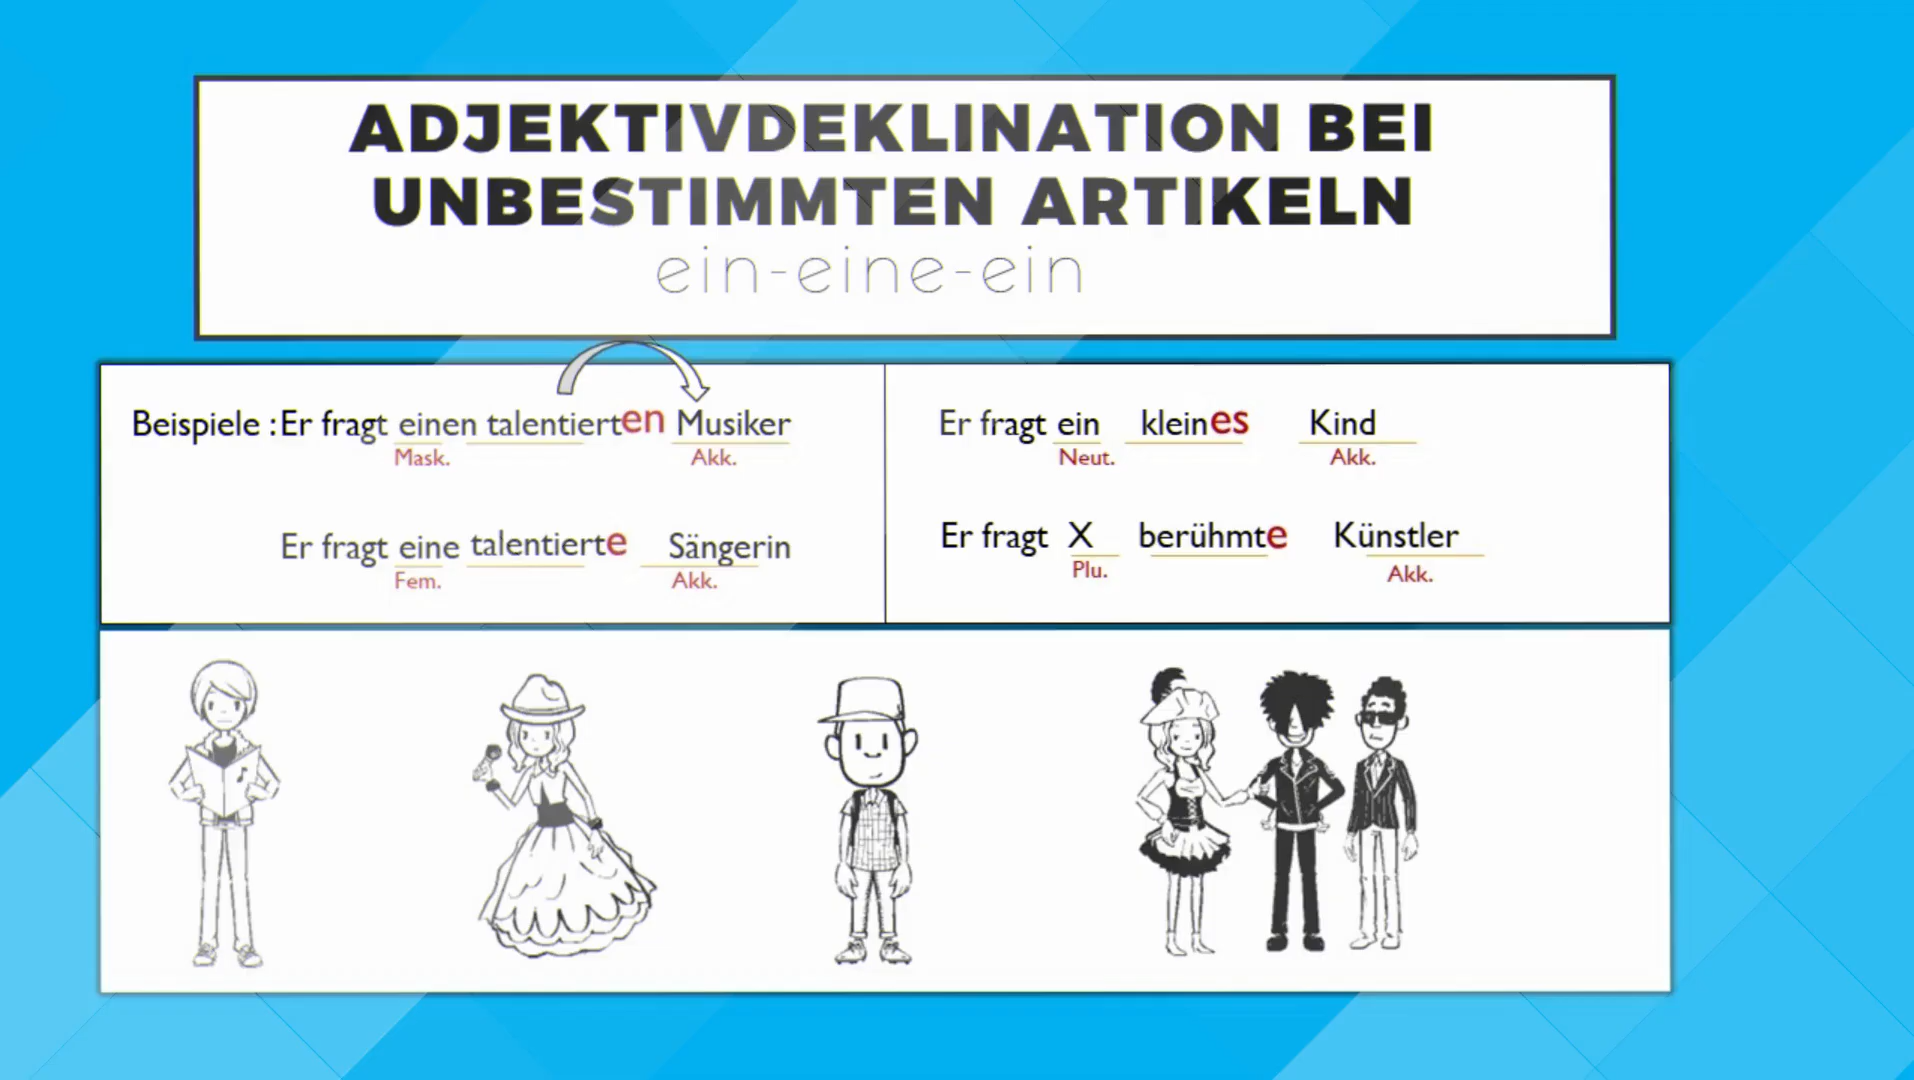 ADJEKTIVDEKLINATION BEI
UNBESTIMMTEN ARTIKELN
ein-eine-ein
Beispiele : Er fragt einen talentierten Musiker
Mask. Akk.
Er fragt eine talentierte Sängerin
Fem. Akk.
Er fragt ein kleines Kind
Neut. Akk.
Er fragt X berühmte Künstler
Plu. Akk.